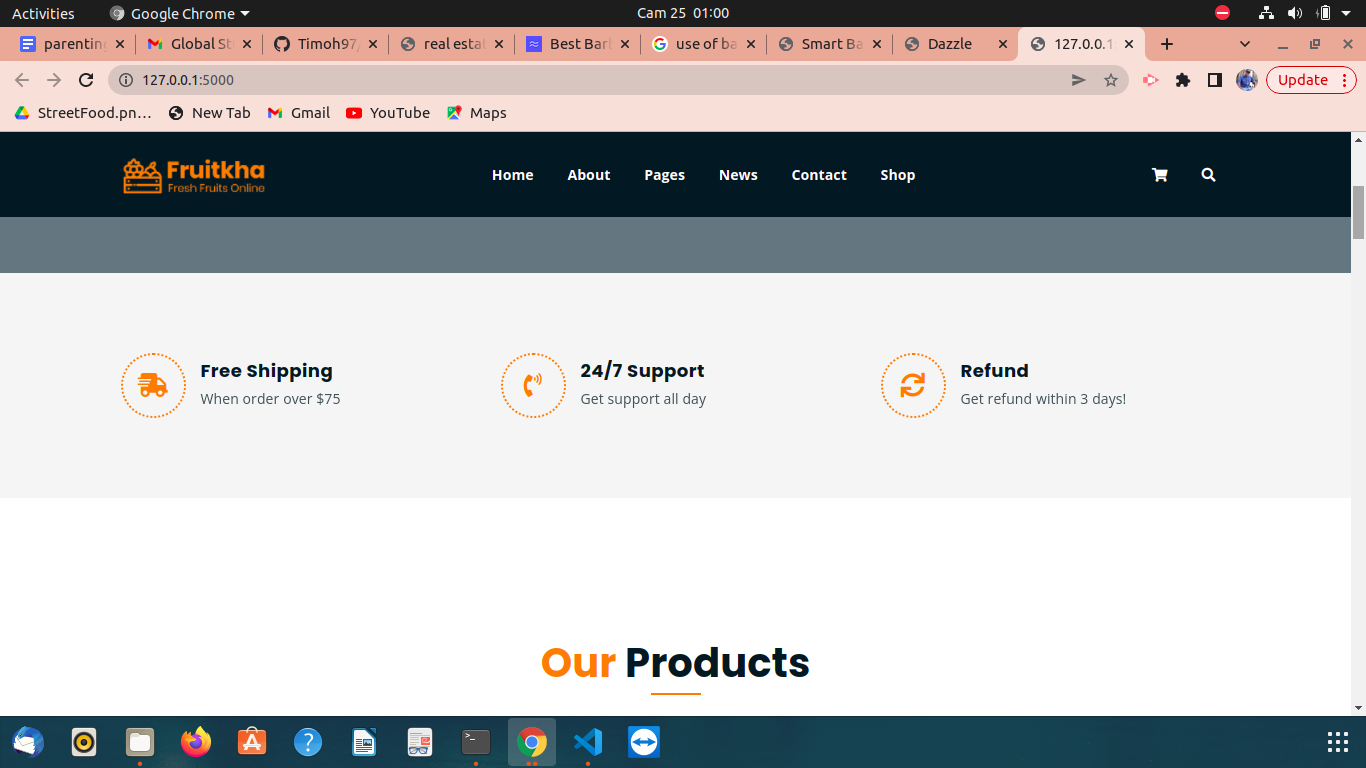 Activities Google Chrome Cam 25 01:00
parenting Global St Timoh97/ real estat Best Barl use of ba Smart Ba Dazzle 127.0.0.1:
127.0.0.1:5000 Update
StreetFood.pn... New Tab Gmail YouTube Maps
Fruitkha
Fresh Fruits Online
Home About Pages News Contact Shop
Free Shipping
When order over $75
24/7 Support
Get support all day
Refund
Get refund within 3 days!
Our Products